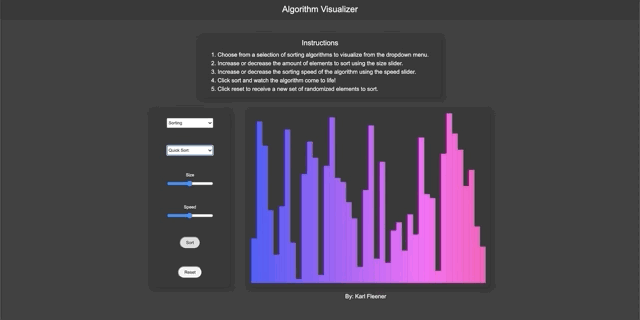 Algorithm Visualizer
Instructions
1. Choose from a selection of sorting algorithms to visualize from the dropdown menu.
2. Increase or decrease the amount of elements to sort using the size slider.
3. Increase or decrease the sorting speed of the algorithm using the speed slider.
4. Click sort and watch the algorithm come to life!
5. Click reset to receive a new set of randomized elements to sort.
Sorting
Quick Sort
Size
Speed
Sort
Reset
By: Karl Fleener